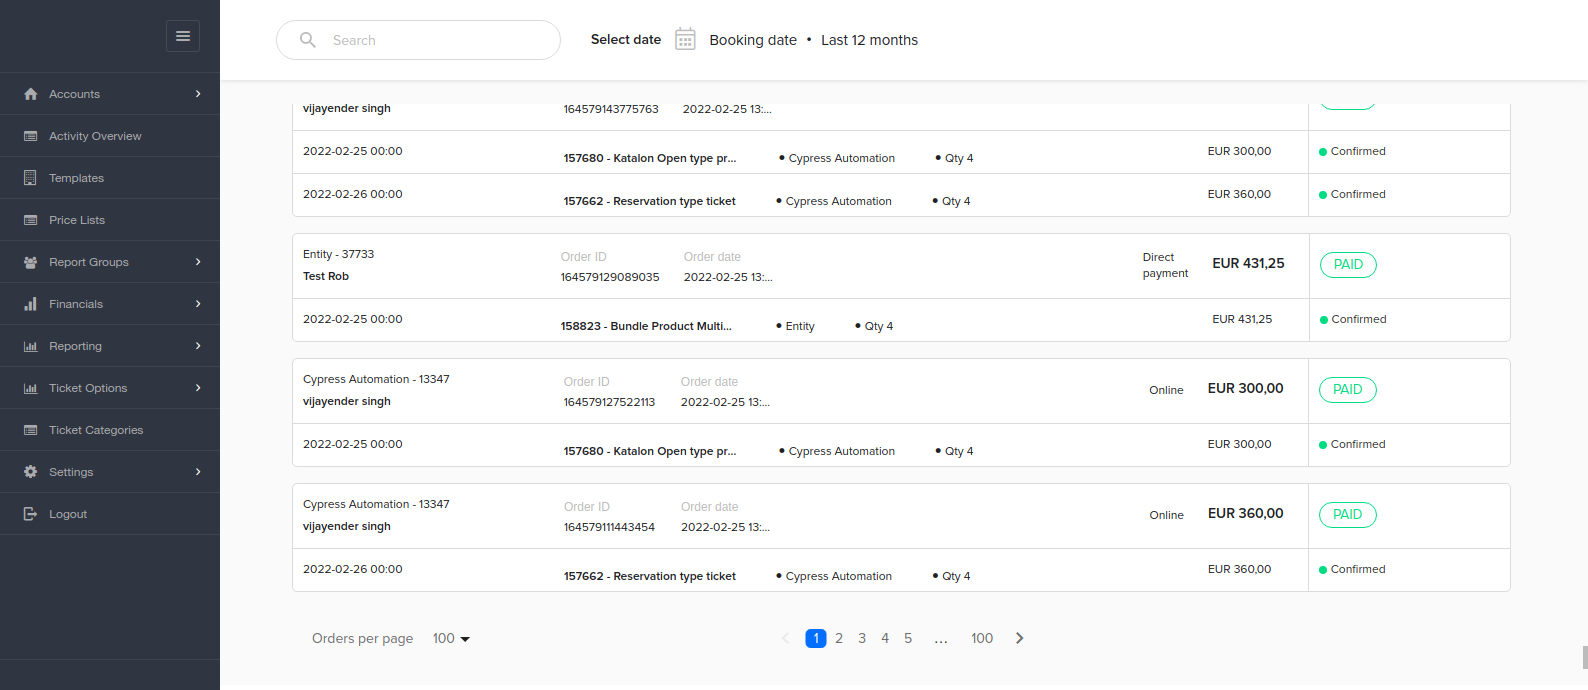 Search
Select date Booking date • Last 12 months
Accounts
Activity Overview
Templates
Price Lists
Report Groups
Financials
Reporting
Ticket Options
Ticket Categories
Settings
Logout
vijayender singh 164579143775763 2022-02-25 13:...
2022-02-25 00:00 157680 - Katalon Open type pr... • Cypress Automation • Qty 4 EUR 300,00 Confirmed
2022-02-26 00:00 157662 - Reservation type ticket • Cypress Automation • Qty 4 EUR 360,00 Confirmed
Entity - 37733 Order ID Order date Direct payment EUR 431,25 PAID
Test Rob 164579129089035 2022-02-25 13:...
2022-02-25 00:00 158823 - Bundle Product Multi... • Entity • Qty 4 EUR 431,25 Confirmed
Cypress Automation - 13347 Order ID Order date Online EUR 300,00 PAID
vijayender singh 164579127522113 2022-02-25 13:...
2022-02-25 00:00 157680 - Katalon Open type pr... • Cypress Automation • Qty 4 EUR 300,00 Confirmed
Cypress Automation - 13347 Order ID Order date Online EUR 360,00 PAID
vijayender singh 164579111443454 2022-02-25 13:...
2022-02-26 00:00 157662 - Reservation type ticket • Cypress Automation • Qty 4 EUR 360,00 Confirmed
Orders per page 100 1 2 3 4 5 ... 100